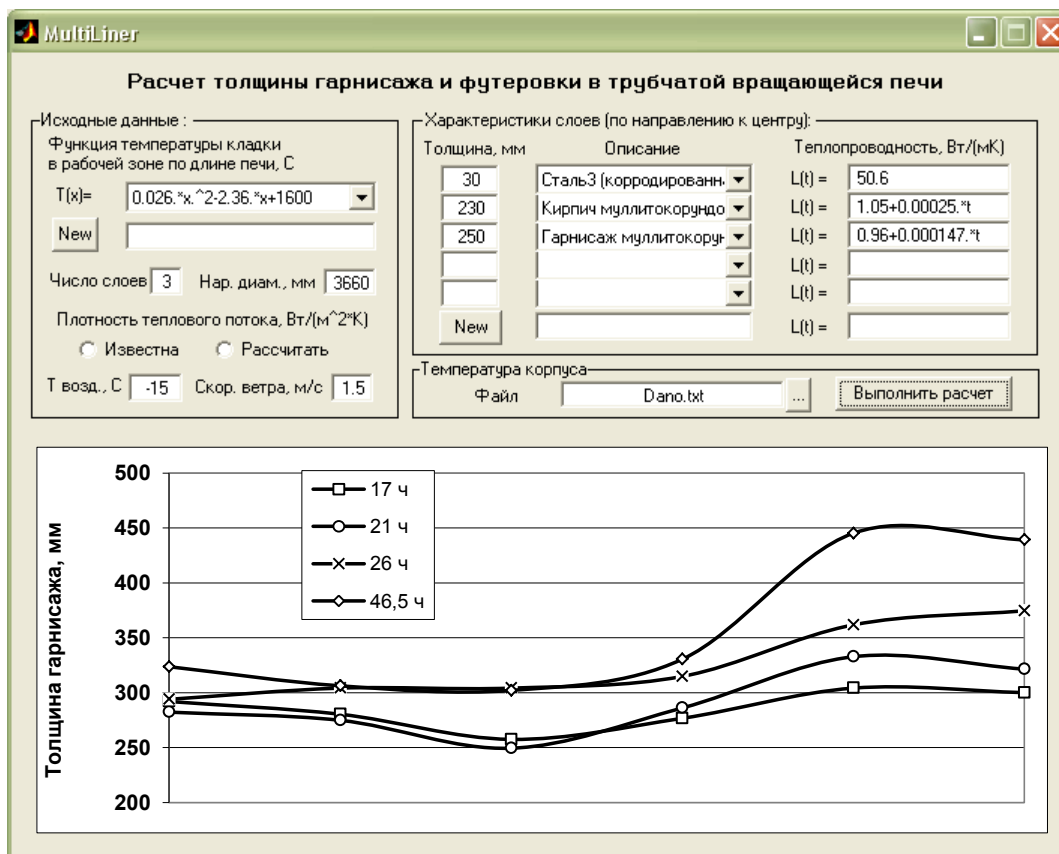 MultiLiner
Расчет толщины гарнисажа и футеровки в трубчатой вращающейся печи
Исходные данные :
Функция температуры кладки
в рабочей зоне по длине печи, С
T(x)= 0.026.*x.^2-2.36.*x+1600
New
Число слоев 3 Нар. диам., мм 3660
Плотность теплового потока, Вт/(м^2*К)
Известна Рассчитать
Т возд., С -15 Скор. ветра, м/с 1.5
Характеристики слоев (по направлению к центру):
Толщина, мм Описание Теплопроводность, Вт/(мК)
30 Сталь3 (корродированн L(t) = 50.6
230 Кирпич муллитокорундо L(t) = 1.05+0.00025.*t
250 Гарнисаж муллитокорун L(t) = 0.96+0.000147.*t
L(t) =
L(t) =
New L(t) =
Температура корпуса
Файл Dano.txt ... Выполнить расчет
Толщина гарнисажа, мм
500
450
400
350
300
250
200
17 ч
21 ч
26 ч
46,5 ч